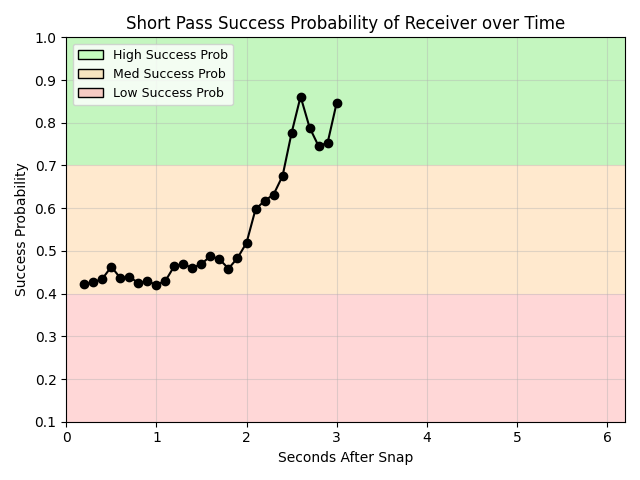 Short Pass Success Probability of Receiver over Time
High Success Prob
Med Success Prob
Low Success Prob
Success Probability
1.0
0.9
0.8
0.7
0.6
0.5
0.4
0.3
0.2
0.1
0 1 2 3 4 5 6
Seconds After Snap